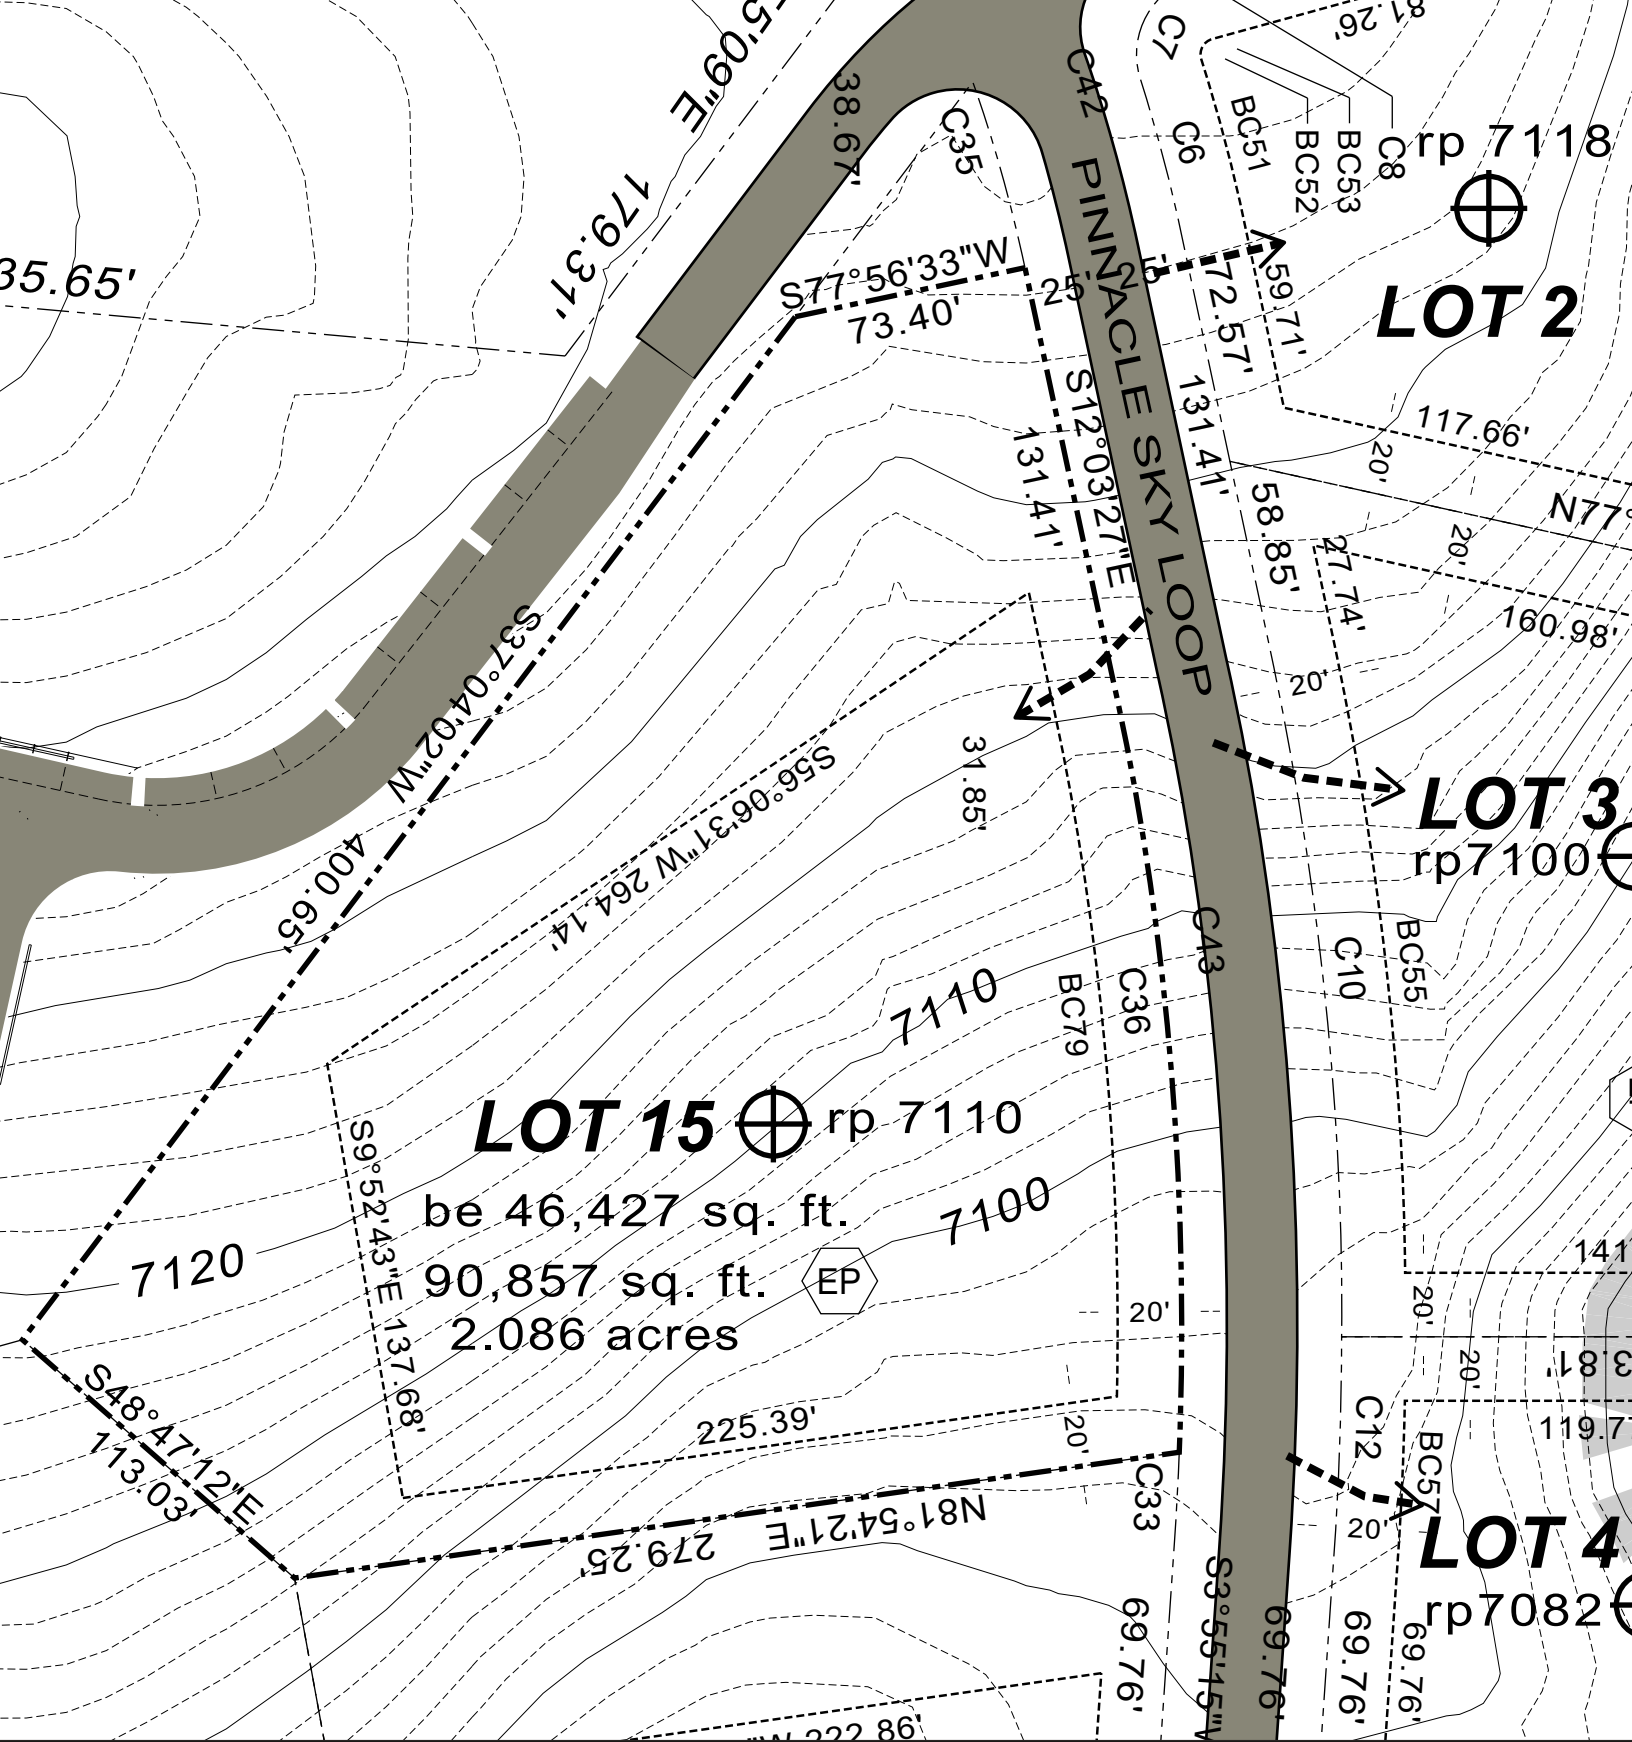 C7
81.26'
5'09"E
C42
38.67'
C35
C6
BC51
BC52
BC53
C8
rp 7118
179.31'
35.65'
S77°56'33"W
73.40'
25'
25'
PINNACLE SKY LOOP
72.57'
59.71'
LOT 2
S12°03'27"E
131.41'
131.41'
117.66'
20'
N77°
58.85'
20'
27.74'
160.98'
20'
S37°04'02"W
400.65'
S56°06'31"W 264.14'
31.85'
LOT 3
rp7100
C43
C10
BC55
BC79
C36
7110
LOT 15
rp 7110
be 46,427 sq. ft.
90,857 sq. ft.
2.086 acres
EP
7100
7120
S9°52'43"E 137.68'
20'
141
20'
20'
3.81'
S48°47'12"E
113.03'
225.39'
20'
C12
119.7
BC57
N81°54'21"E
279.25'
C33
20'
LOT 4
rp7082
69.76'
S3°55'15"W
69.76'
69.76'
69.76'
"W 222.86'